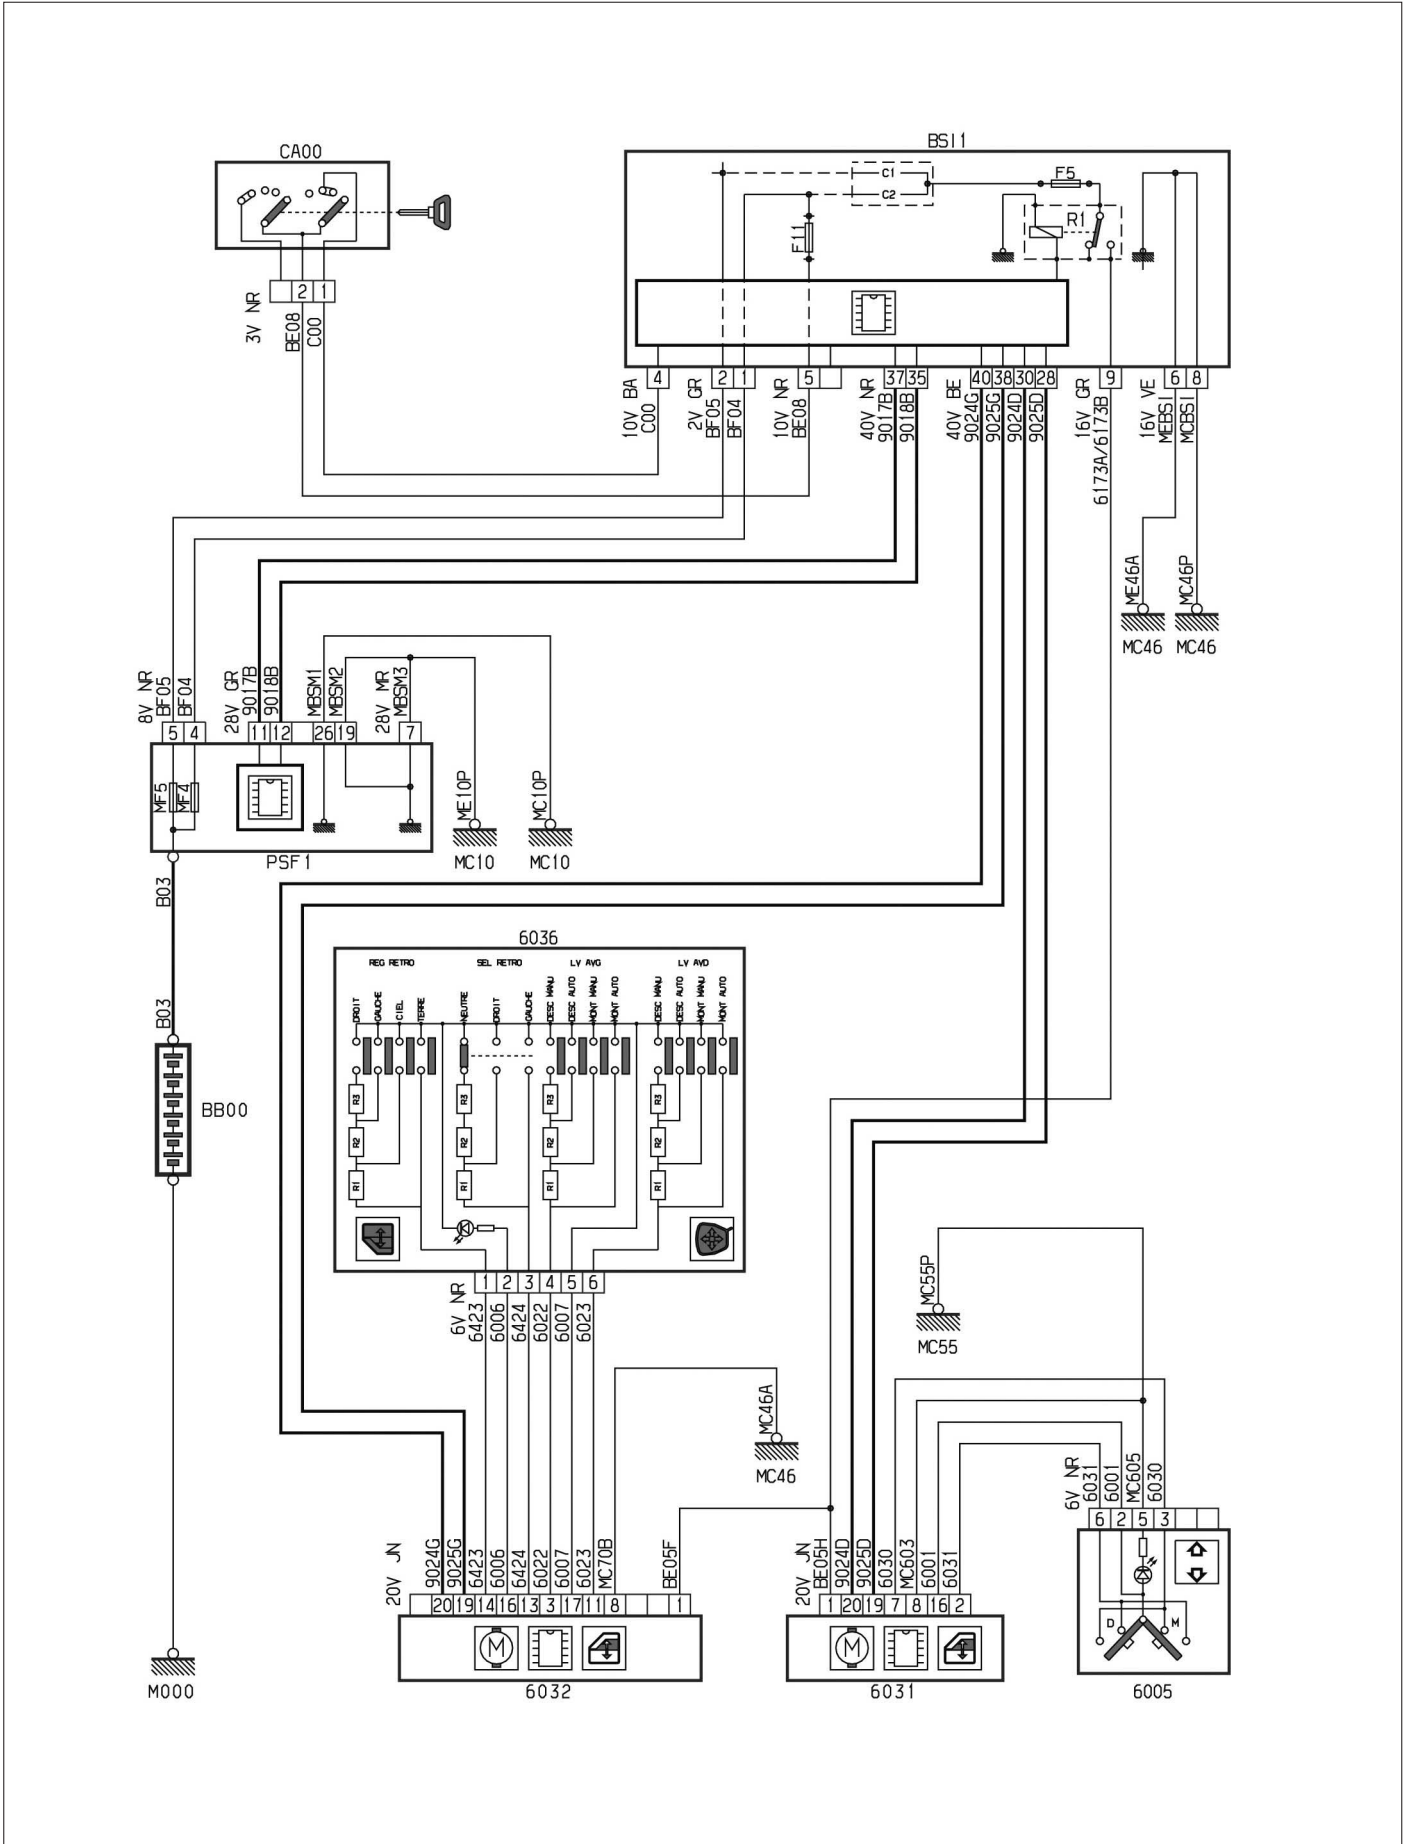 CA00
BSI1
C1
C2
F5
R1
F11
2 1
3V NR
BE08
C00
4
2 1
5
37 35
40 38 30 28
9
6 8
10V BA
C00
2V GR
BF05
BF04
10V NR
BE08
40V NR
9017B
9018B
40V BE
9024G
9025G
9024D
9025D
16V GR
6173A/6173B
16V VE
MEBSI
MCBSI
ME46A
MC46P
MC46
MC46
8V NR
BF05
BF04
28V GR
9017B
9018B
MBSM1
MBSM2
28V MR
MBSM3
5 4
11 12
26 19
7
MF5
MF4
PSF1
ME10P
MC10P
MC10
MC10
B03
B03
BB00
M000
6036
REG RETRO
SEL RETRO
LV AVG
LV AVD
DROIT
GAUCHE
CIEL
TERRE
NEUTRE
DROIT
GAUCHE
DESC MANU
DESC AUTO
MONT MANU
MONT AUTO
DESC MANU
DESC AUTO
MONT MANU
MONT AUTO
R3 R3 R3 R3
R2 R2 R2 R2
R1 R1 R1 R1
1 2 3 4 5 6
6V NR
6423
6006
6424
6022
6007
6023
MC46A
MC46
MC55P
MC55
20V JN
9024G
9025G
6423
6006
6424
6022
6007
6023
MC70B
BE05F
20 19 14 16 13 3 17 11 8
1
M
6032
20V JN
BE05H
9024D
9025D
6030
MC603
6001
6031
1 20 19 7 8 16 2
M
6031
6V NR
6031
6001
MC605
6030
6 2 5 3
D
M
6005